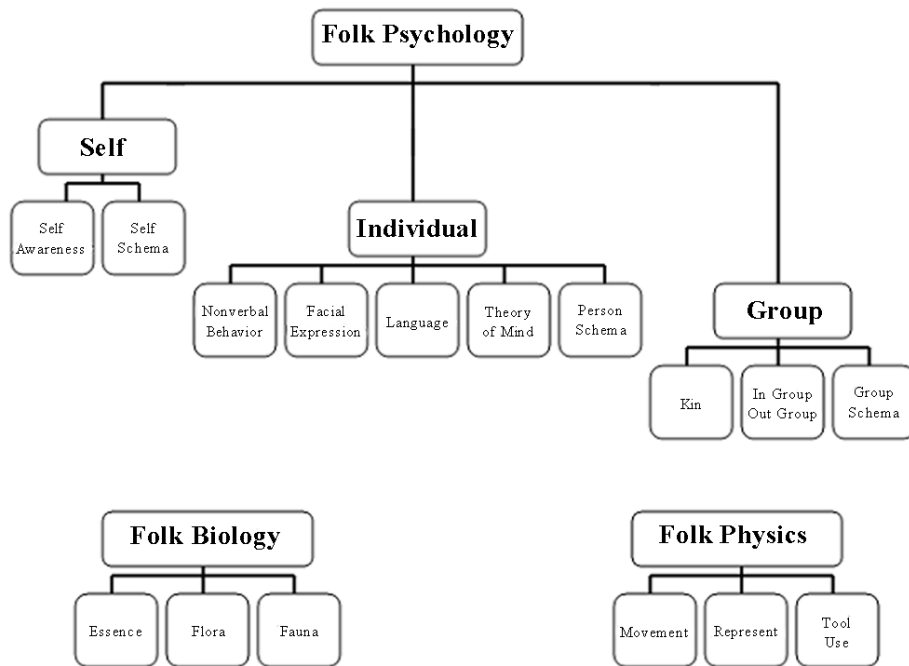 Folk Psychology
Self
Self
Awareness
Self
Schema
Individual
Nonverbal
Behavior
Facial
Expression
Language
Theory
of Mind
Person
Schema
Group
Kin
In Group
Out Group
Group
Schema
Folk Biology
Essence
Flora
Fauna
Folk Physics
Movement
Represent
Tool
Use